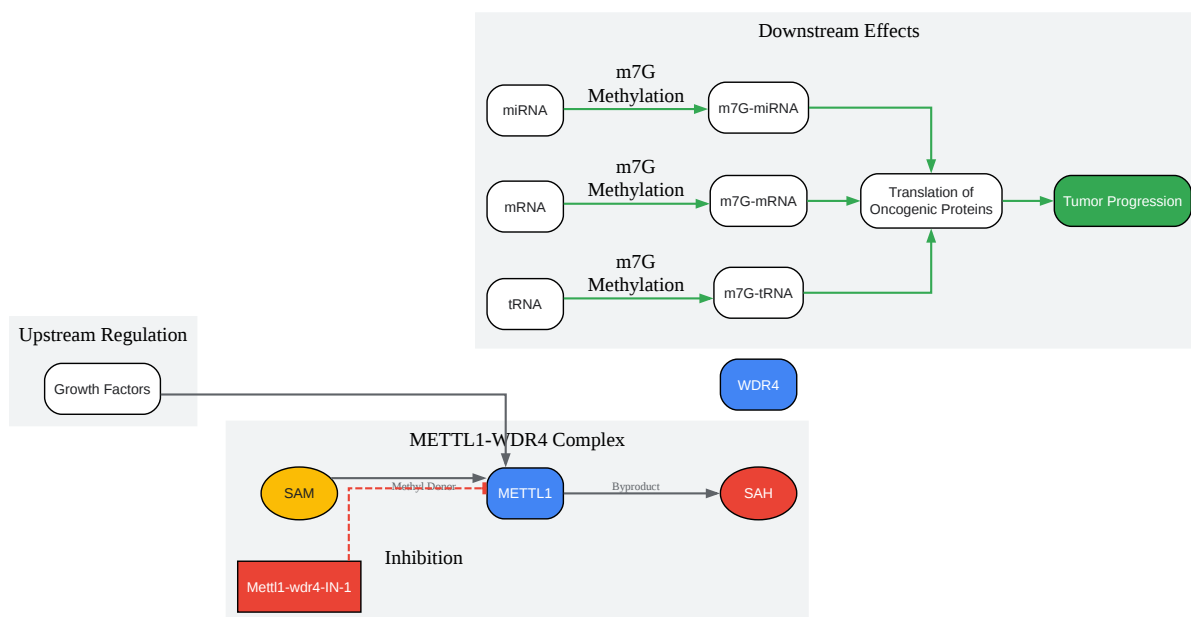 Downstream Effects
m7G
Methylation
miRNA
m7G-miRNA
m7G
Methylation
mRNA
m7G-mRNA
Translation of
Oncogenic Proteins
Tumor Progression
m7G
Methylation
tRNA
m7G-tRNA
Upstream Regulation
Growth Factors
WDR4
METTL1-WDR4 Complex
SAM
Methyl Donor
METTL1
Byproduct
SAH
Inhibition
Mettl1-wdr4-IN-1